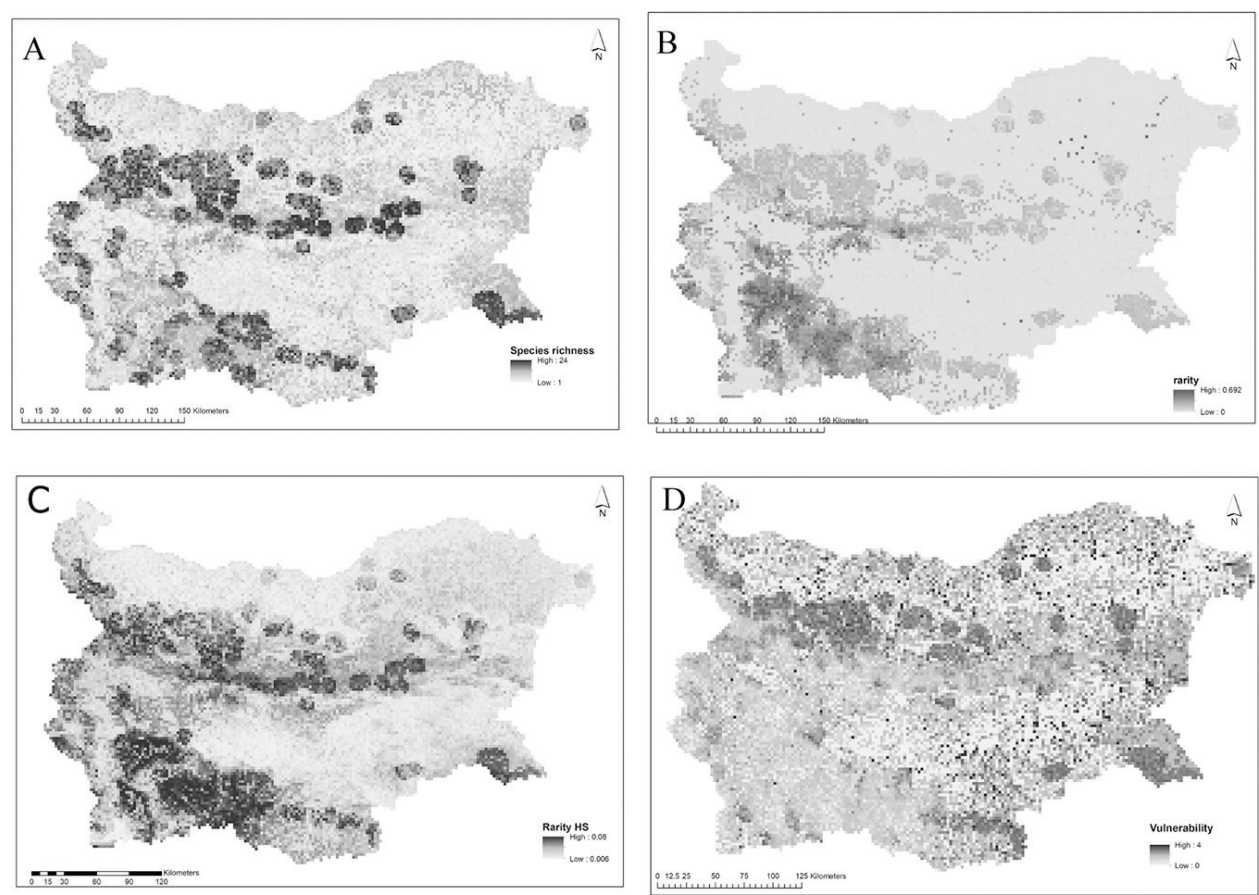 A
N
Species richness
High : 24
Low : 1
0 15 30 60 90 120 150 Kilometers
B
N
rarity
High : 0.692
Low : 0
0 15 30 60 90 120 150 Kilometers
C
N
Rarity HS
High : 0.08
Low : 0.006
0 15 30 60 90 120 Kilometers
D
N
Vulnerability
High : 4
Low : 0
0 12.5 25 50 75 100 125 Kilometers